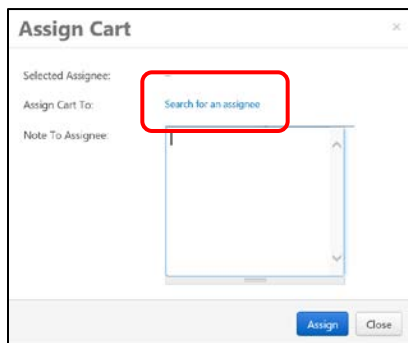 Assign Cart
×
Selected Assignee:
Assign Cart To: Search for an assignee
Note To Assignee:
Assign Close